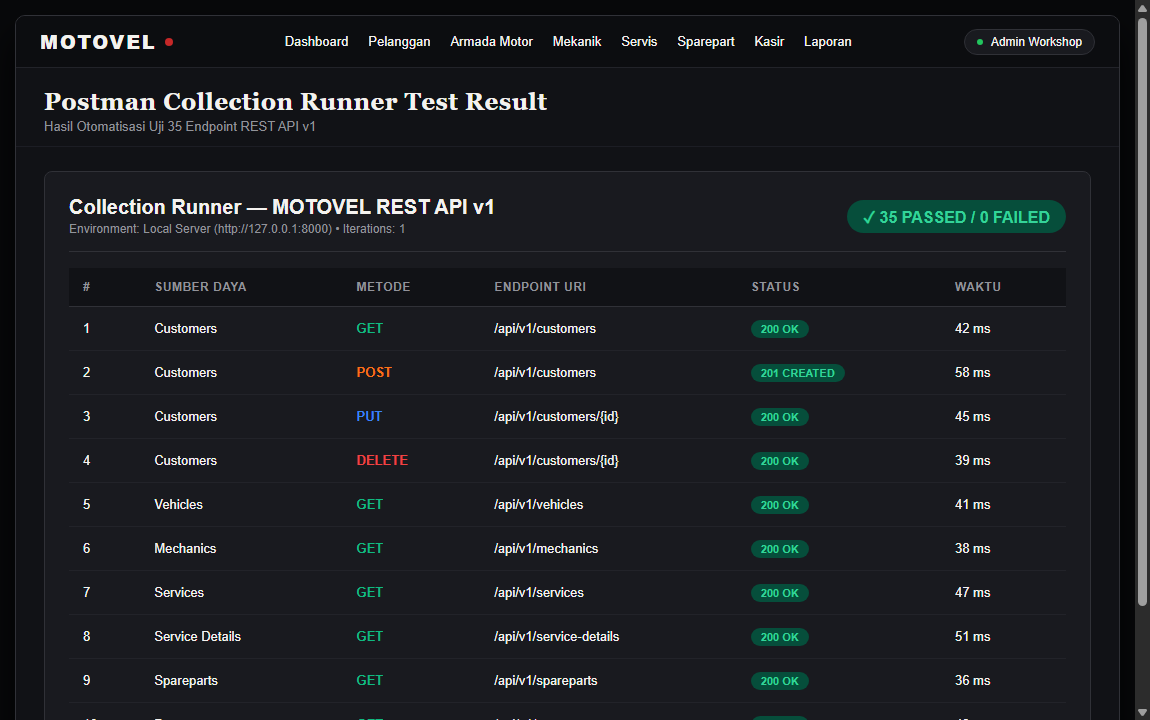 MOTOVEL
Dashboard Pelanggan Armada Motor Mekanik Servis Sparepart Kasir Laporan
Admin Workshop
Postman Collection Runner Test Result
Hasil Otomatisasi Uji 35 Endpoint REST API v1
Collection Runner — MOTOVEL REST API v1
Environment: Local Server (http://127.0.0.1:8000) • Iterations: 1
✓ 35 PASSED / 0 FAILED
# SUMBER DAYA METODE ENDPOINT URI STATUS WAKTU
1 Customers GET /api/v1/customers 200 OK 42 ms
2 Customers POST /api/v1/customers 201 CREATED 58 ms
3 Customers PUT /api/v1/customers/{id} 200 OK 45 ms
4 Customers DELETE /api/v1/customers/{id} 200 OK 39 ms
5 Vehicles GET /api/v1/vehicles 200 OK 41 ms
6 Mechanics GET /api/v1/mechanics 200 OK 38 ms
7 Services GET /api/v1/services 200 OK 47 ms
8 Service Details GET /api/v1/service-details 200 OK 51 ms
9 Spareparts GET /api/v1/spareparts 200 OK 36 ms